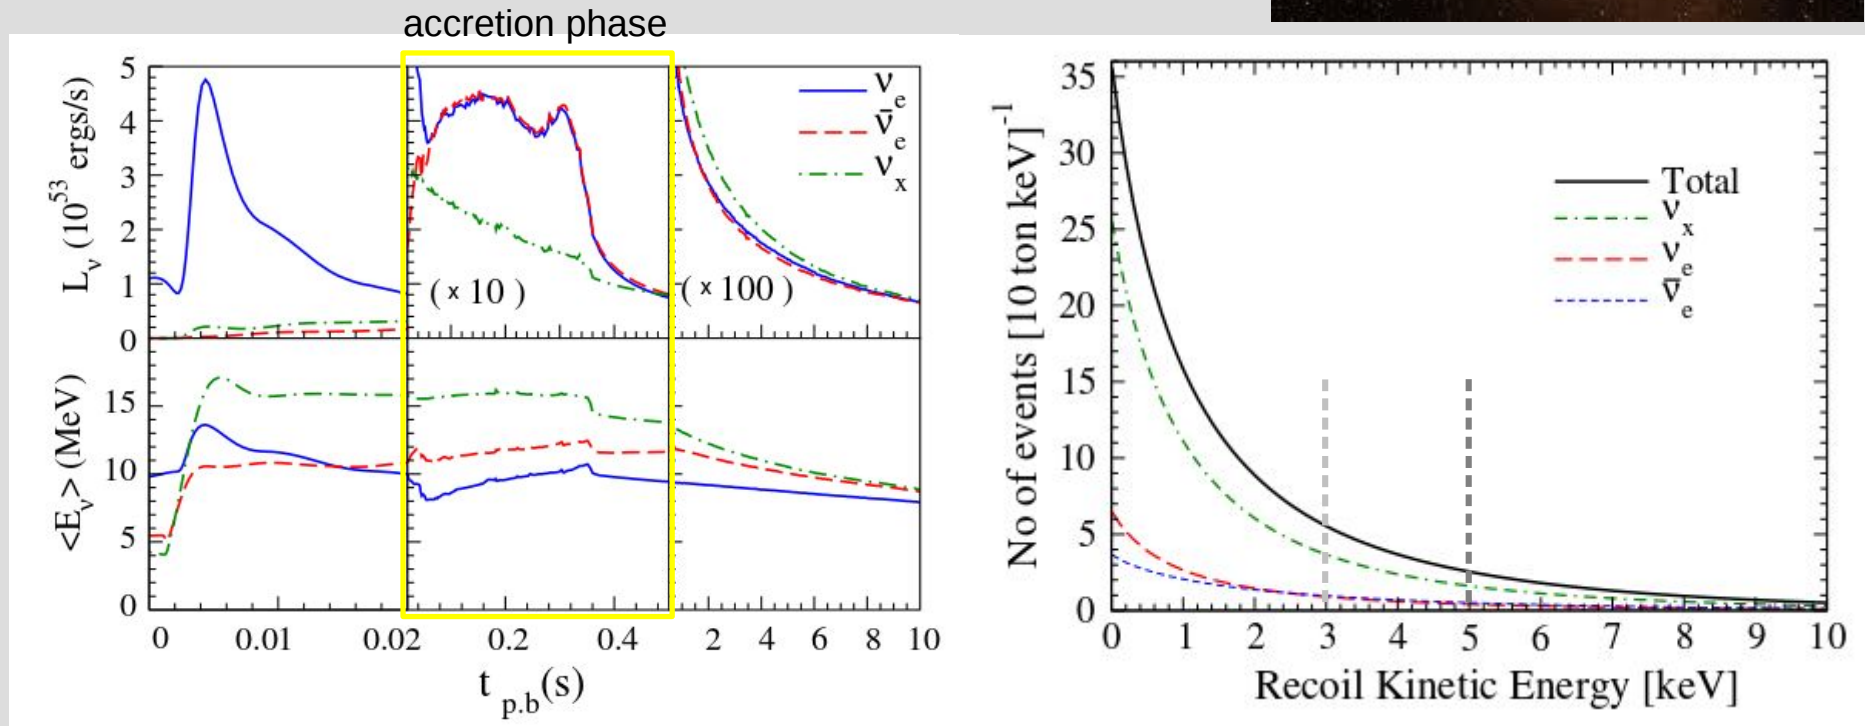 accretion phase
L_ν (10^53 ergs/s)
5
4
3
2
1
0
ν_e
ν̄_e
ν_x
(× 10 )
(× 100 )
<E_ν> (MeV)
15
10
5
0
0 0.01 0.02 0.2 0.4 2 4 6 8 10
t_p.b(s)
No of events [10 ton keV]^-1
35
30
25
20
15
10
5
0
Total
ν_x
ν_e
ν̄_e
0 1 2 3 4 5 6 7 8 9 10
Recoil Kinetic Energy [keV]